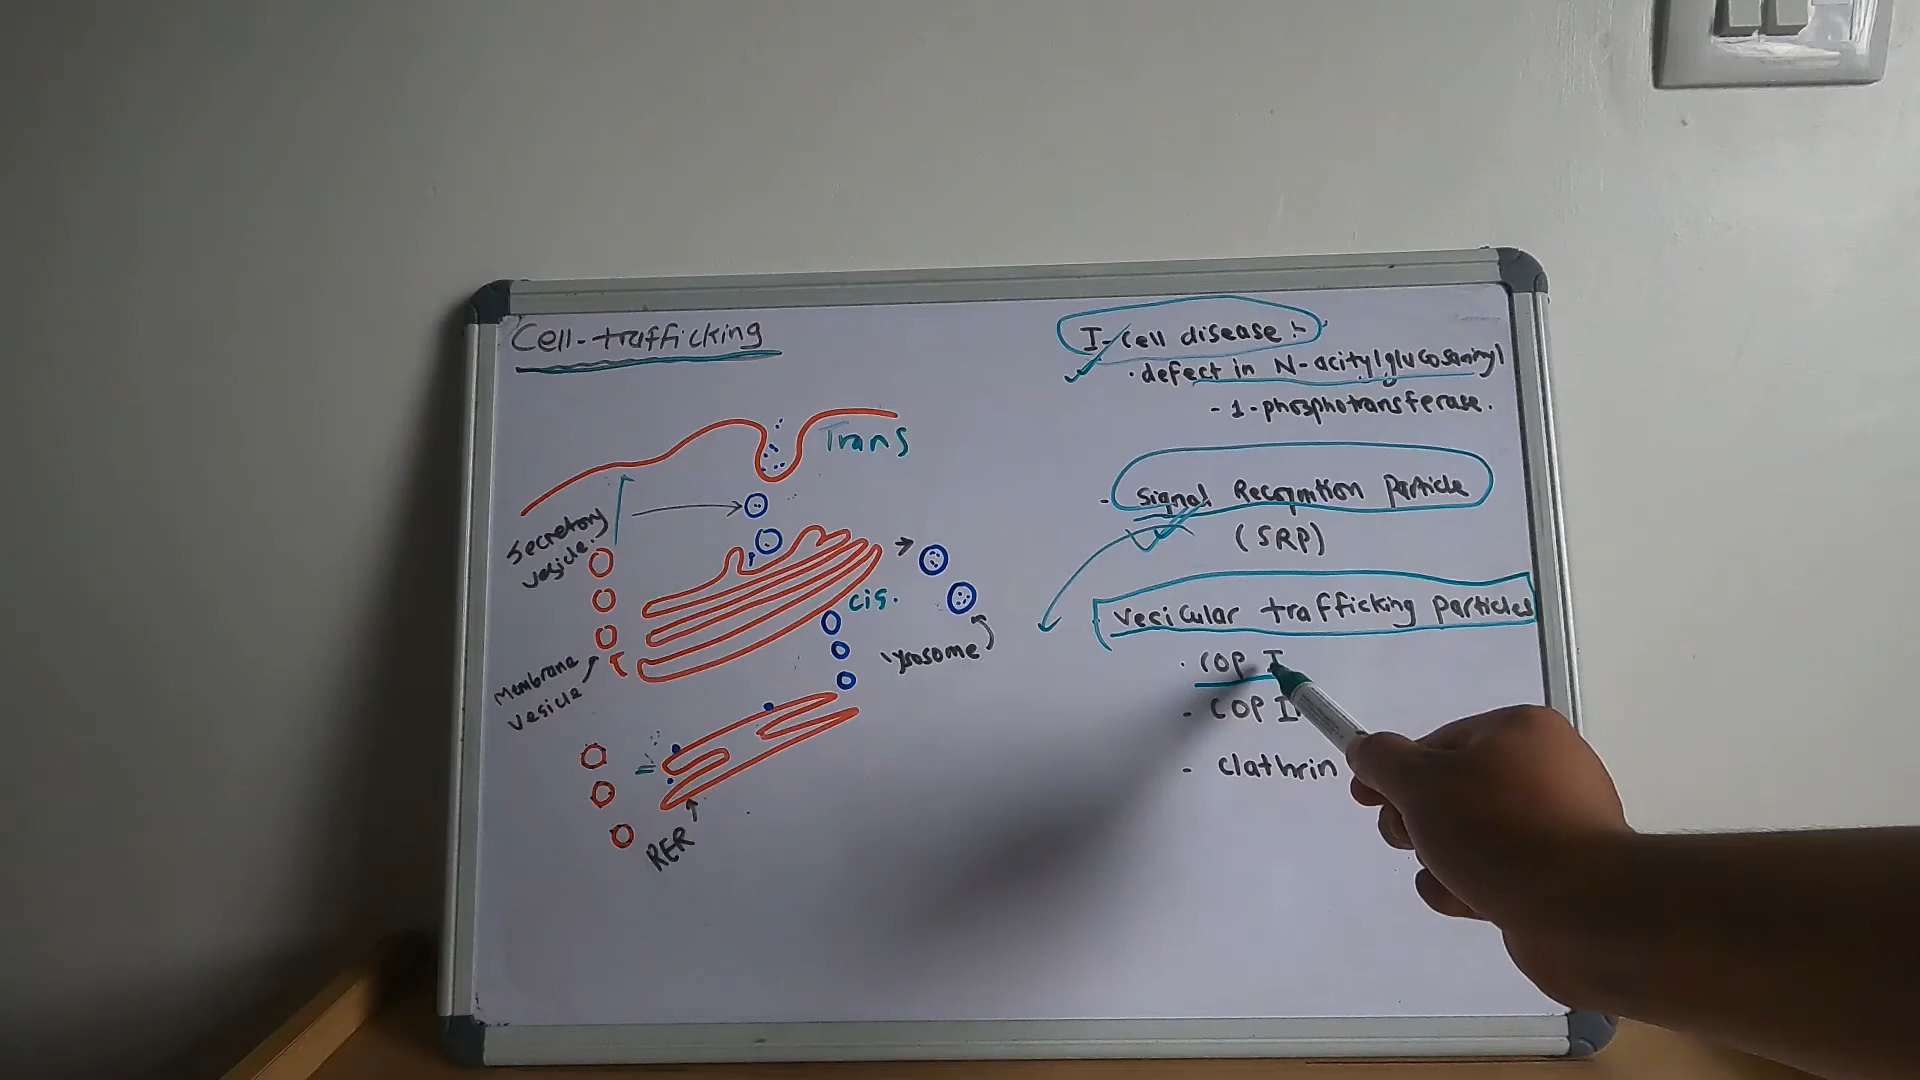 Cell-trafficking
Trans
Secretory
vesicle.
cis.
lysosome
Membrane
vesicle
RER
I-cell disease:-
· defect in N-acitylglucosaminyl
- 1-phosphotransferase.
- Signal Recognition Particle
(SRP)
Vesicular trafficking particles
· COP I
- COP I
- Clathrin